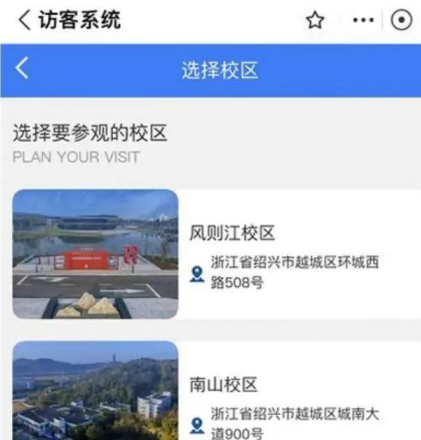 访客系统
选择校区
选择要参观的校区
PLAN YOUR VISIT
风则江校区
浙江省绍兴市越城区环城西
路508号
南山校区
浙江省绍兴市越城区城南大
道900号